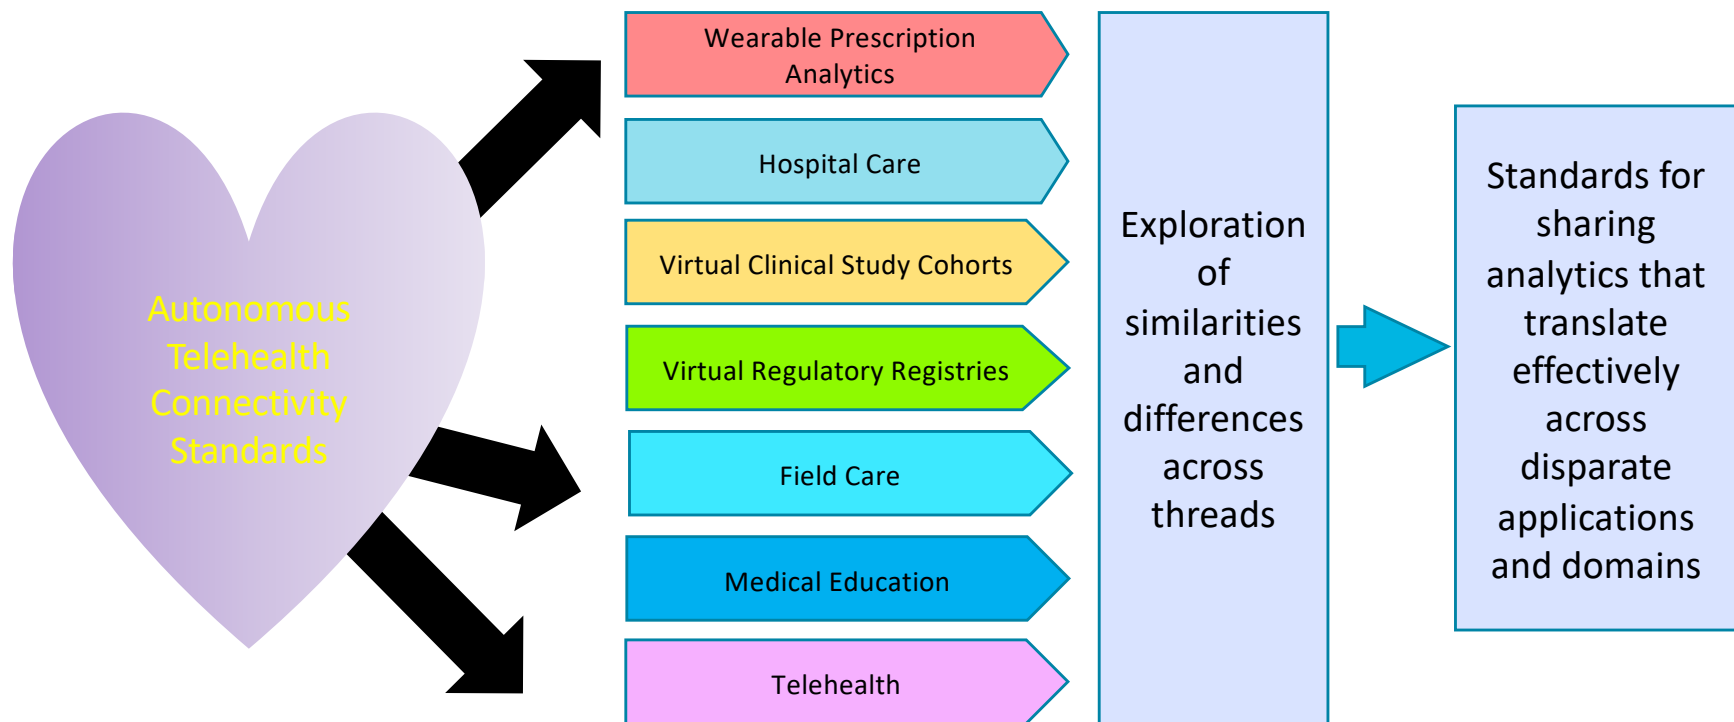 Autonomous
Telehealth
Connectivity
Standards
Wearable Prescription
Analytics
Hospital Care
Virtual Clinical Study Cohorts
Virtual Regulatory Registries
Field Care
Medical Education
Telehealth
Exploration
of
similarities
and
differences
across
threads
Standards for
sharing
analytics that
translate
effectively
across
disparate
applications
and domains